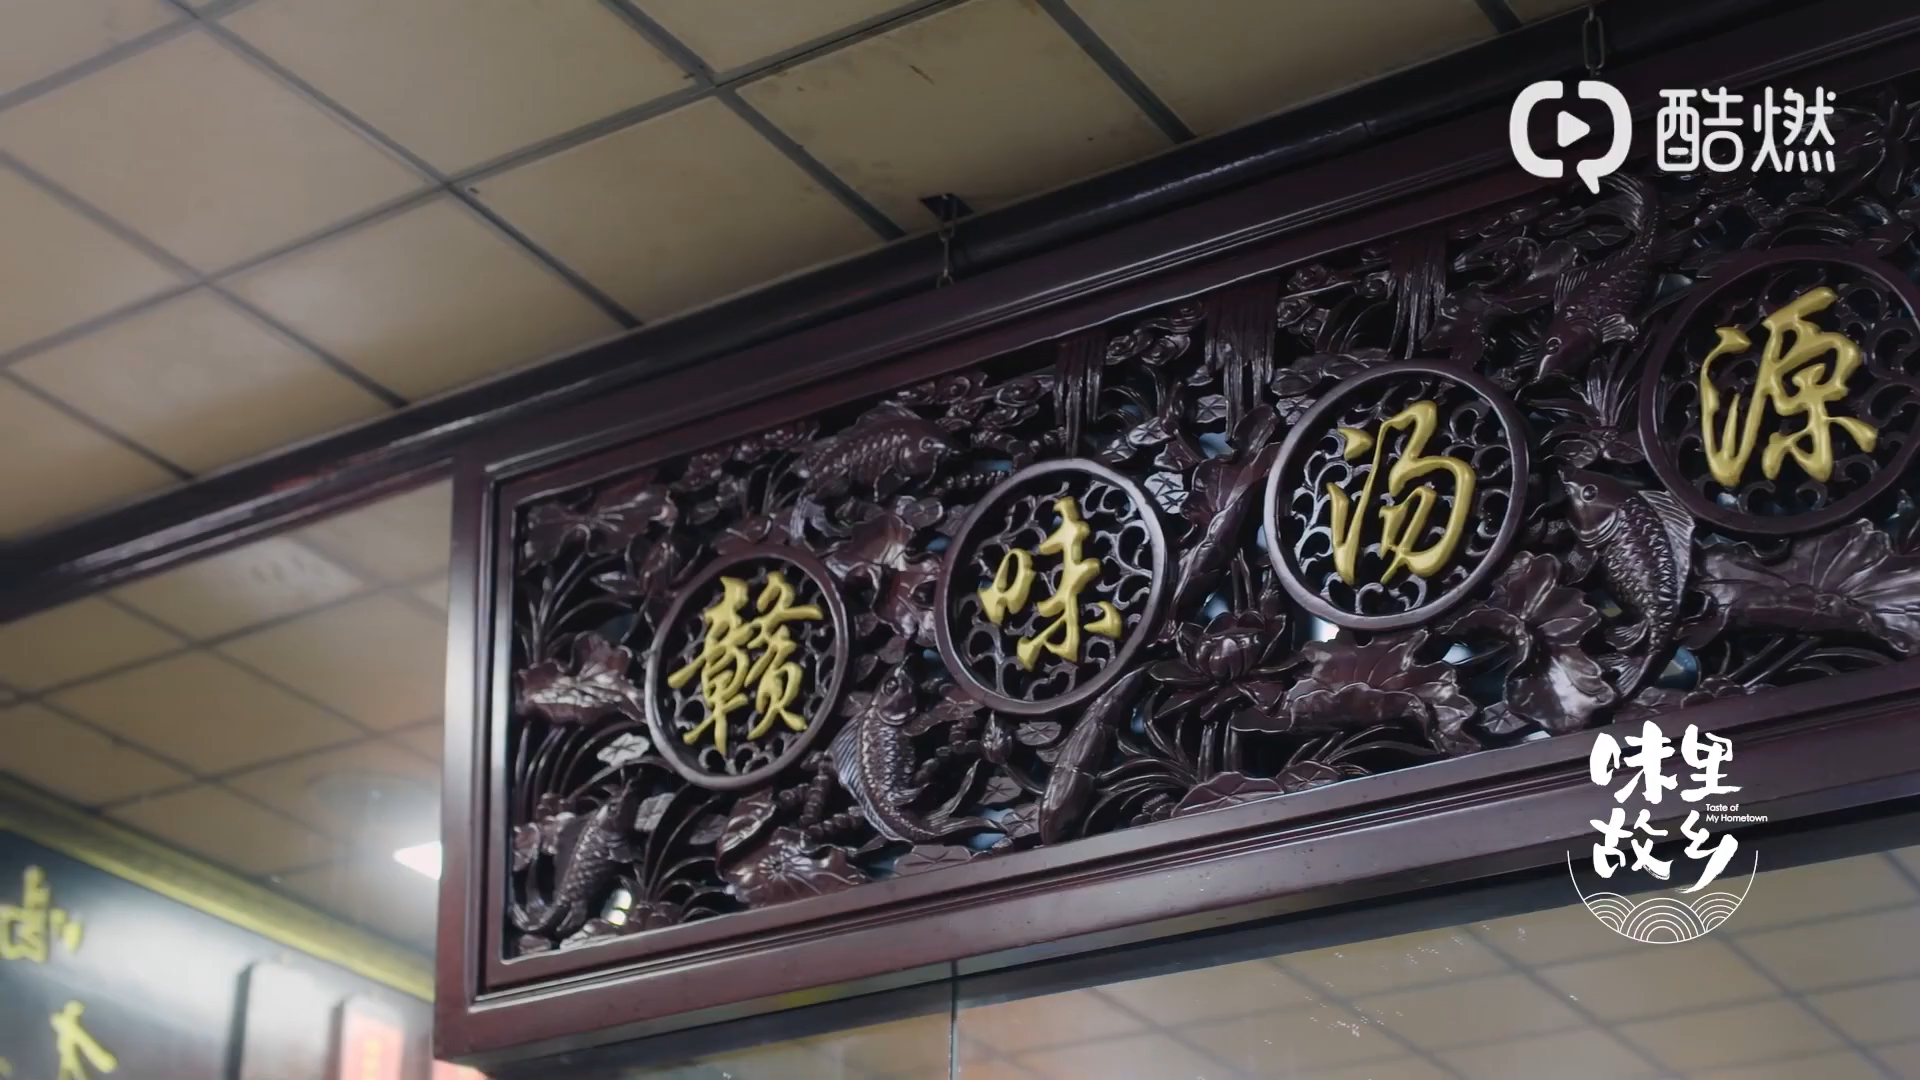 酷燃
赣味汤源
味里
Taste of
My Hometown
故乡